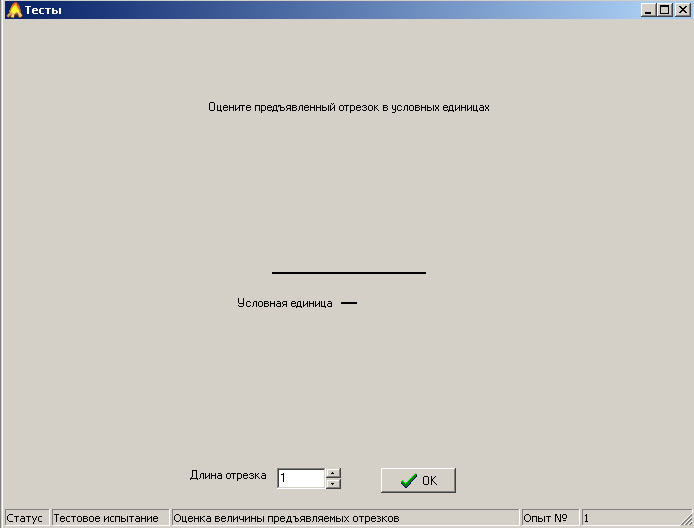 Тесты
Оцените предъявленный отрезок в условных единицах
Условная единица
Длина отрезка 1 OK
Статус Тестовое испытание Оценка величины предъявляемых отрезков Опыт № 1